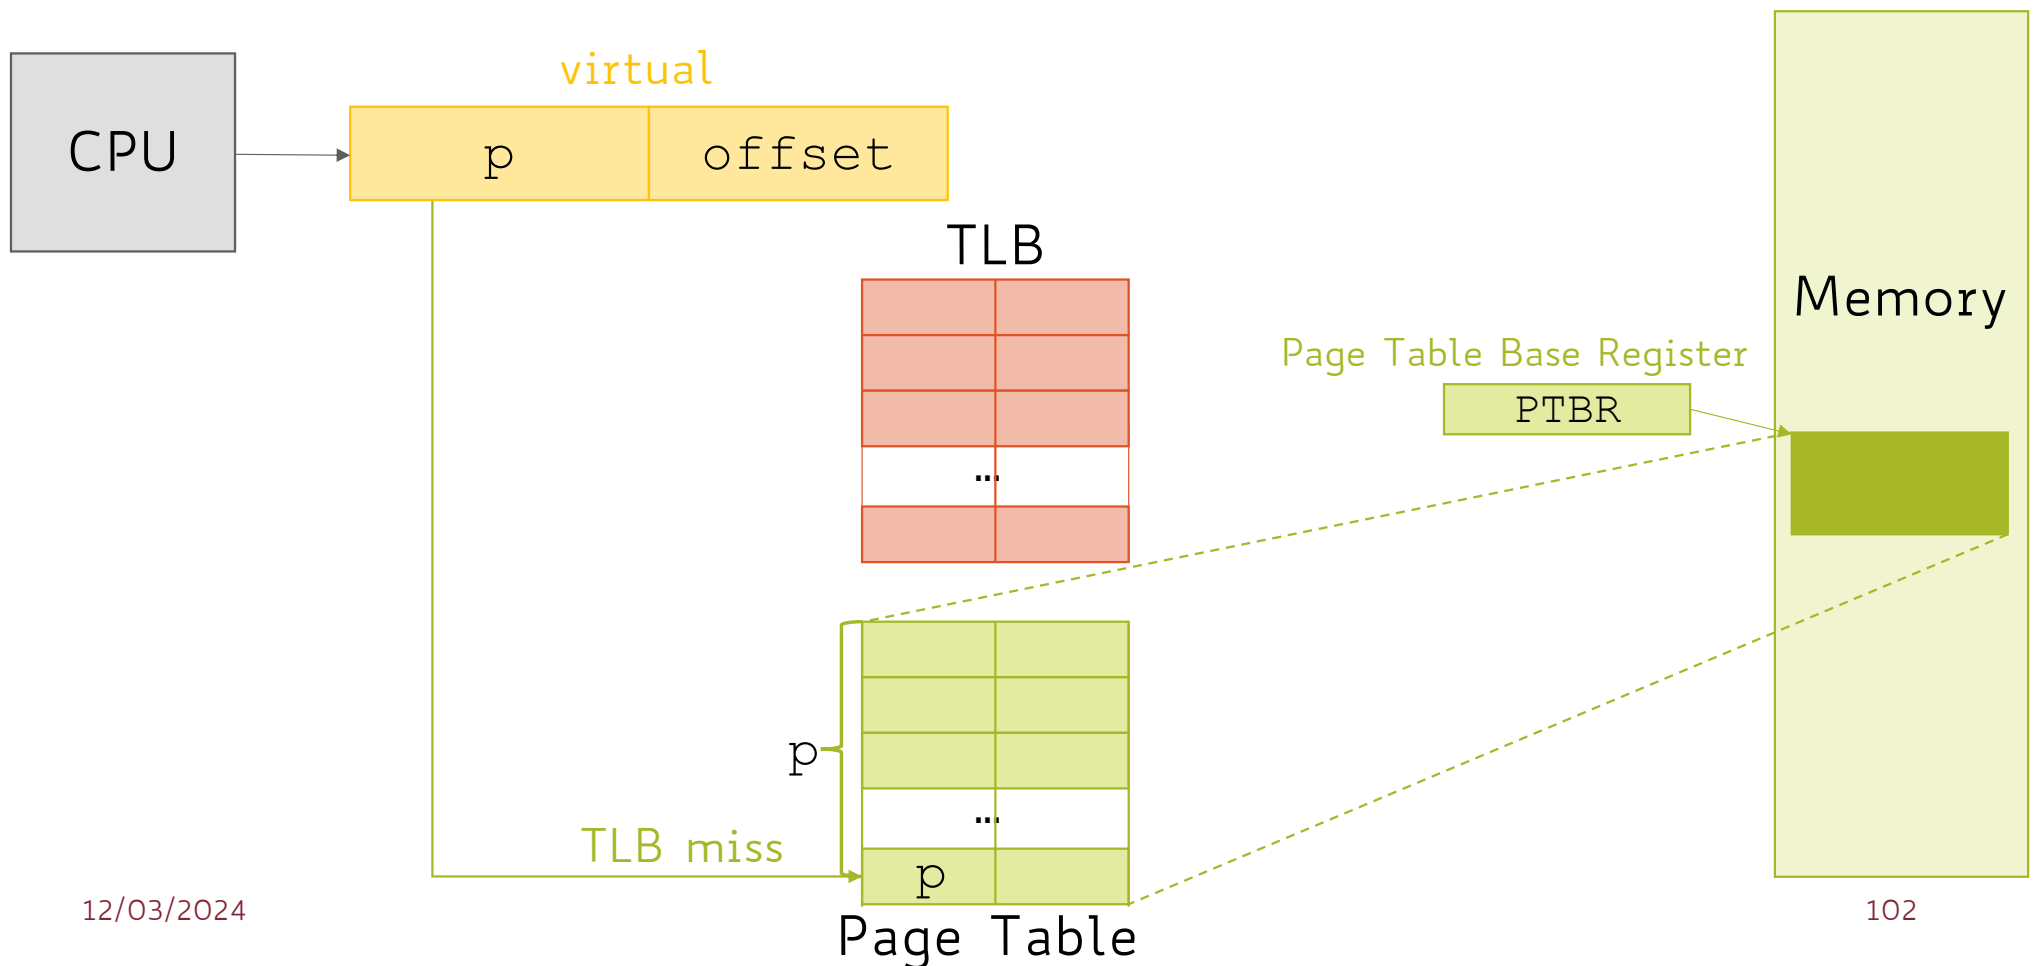 virtual
CPU
p
offset
TLB
Memory
Page Table Base Register
PTBR
…
p
…
TLB miss
p
Page Table
12/03/2024
102